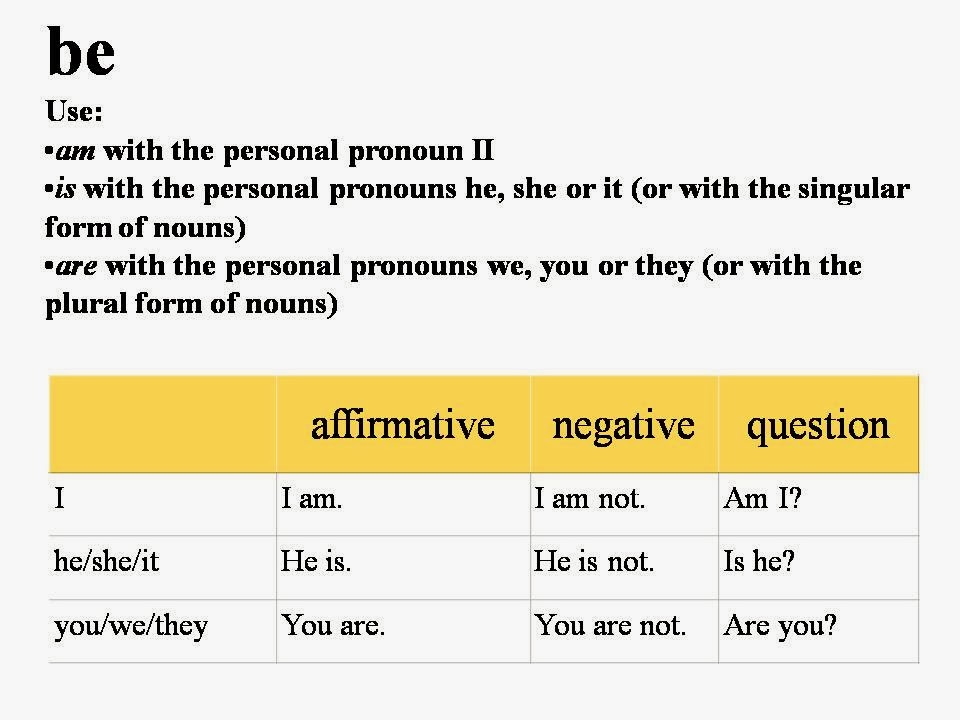 be
Use:
•am with the personal pronoun II
•is with the personal pronouns he, she or it (or with the singular
form of nouns)
•are with the personal pronouns we, you or they (or with the
plural form of nouns)
affirmative negative question
I I am. I am not. Am I?
he/she/it He is. He is not. Is he?
you/we/they You are. You are not. Are you?